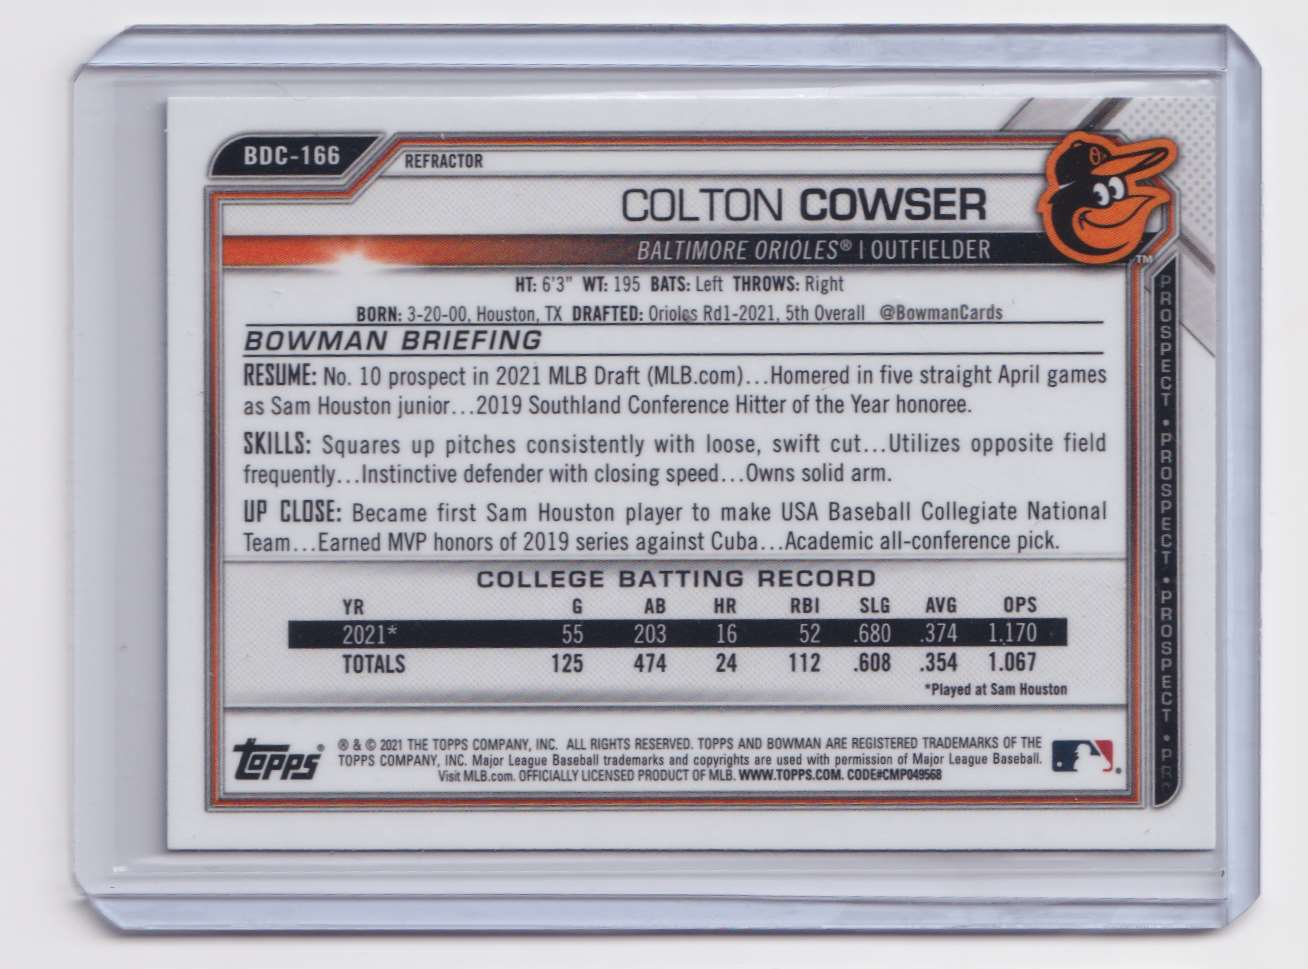 BDC-166
REFRACTOR
COLTON COWSER
BALTIMORE ORIOLES® | OUTFIELDER
HT: 6'3" WT: 195 BATS: Left THROWS: Right
BORN: 3-20-00, Houston, TX DRAFTED: Orioles Rd1-2021, 5th Overall @BowmanCards
BOWMAN BRIEFING
RESUME: No. 10 prospect in 2021 MLB Draft (MLB.com)...Homered in five straight April games
as Sam Houston junior...2019 Southland Conference Hitter of the Year honoree.
SKILLS: Squares up pitches consistently with loose, swift cut...Utilizes opposite field
frequently...Instinctive defender with closing speed...Owns solid arm.
UP CLOSE: Became first Sam Houston player to make USA Baseball Collegiate National
Team...Earned MVP honors of 2019 series against Cuba...Academic all-conference pick.
COLLEGE BATTING RECORD
YR G AB HR RBI SLG AVG OPS
2021* 55 203 16 52 .680 .374 1.170
TOTALS 125 474 24 112 .608 .354 1.067
*Played at Sam Houston
Topps®
® & © 2021 THE TOPPS COMPANY, INC. ALL RIGHTS RESERVED. TOPPS AND BOWMAN ARE REGISTERED TRADEMARKS OF THE
TOPPS COMPANY, INC. Major League Baseball trademarks and copyrights are used with permission of Major League Baseball.
Visit MLB.com. OFFICIALLY LICENSED PRODUCT OF MLB. WWW.TOPPS.COM. CODE#CMP049568
TM
PROSPECT • PROSPECT • PROSPECT • PRO